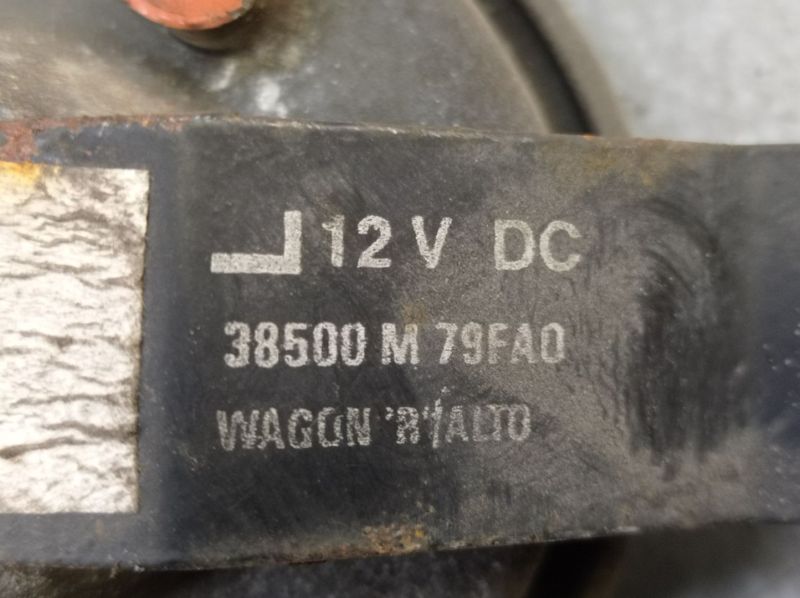 12 V DC
38500 M 79FA0
WAGON 'R'/ALTO